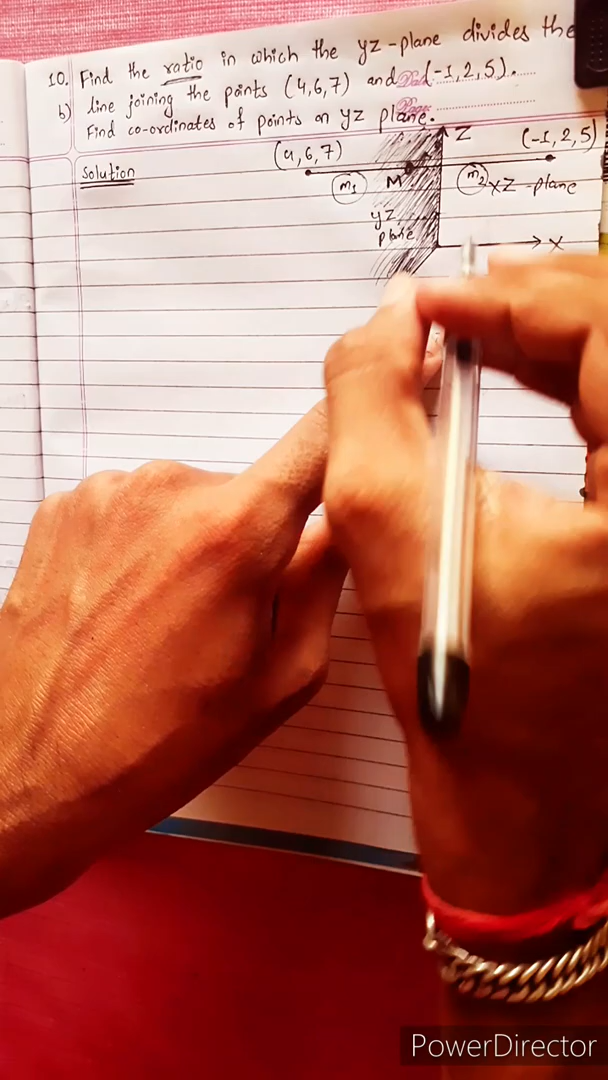 10. Find the ratio in which the yz-plane divides the
b) line joining the points (4,6,7) and (-1,2,5).
Find co-ordinates of points on yz plane.
Solution
(4,6,7)
Z
(-1,2,5)
m1
M
m2
XZ-plane
yz
plane
X
PowerDirector